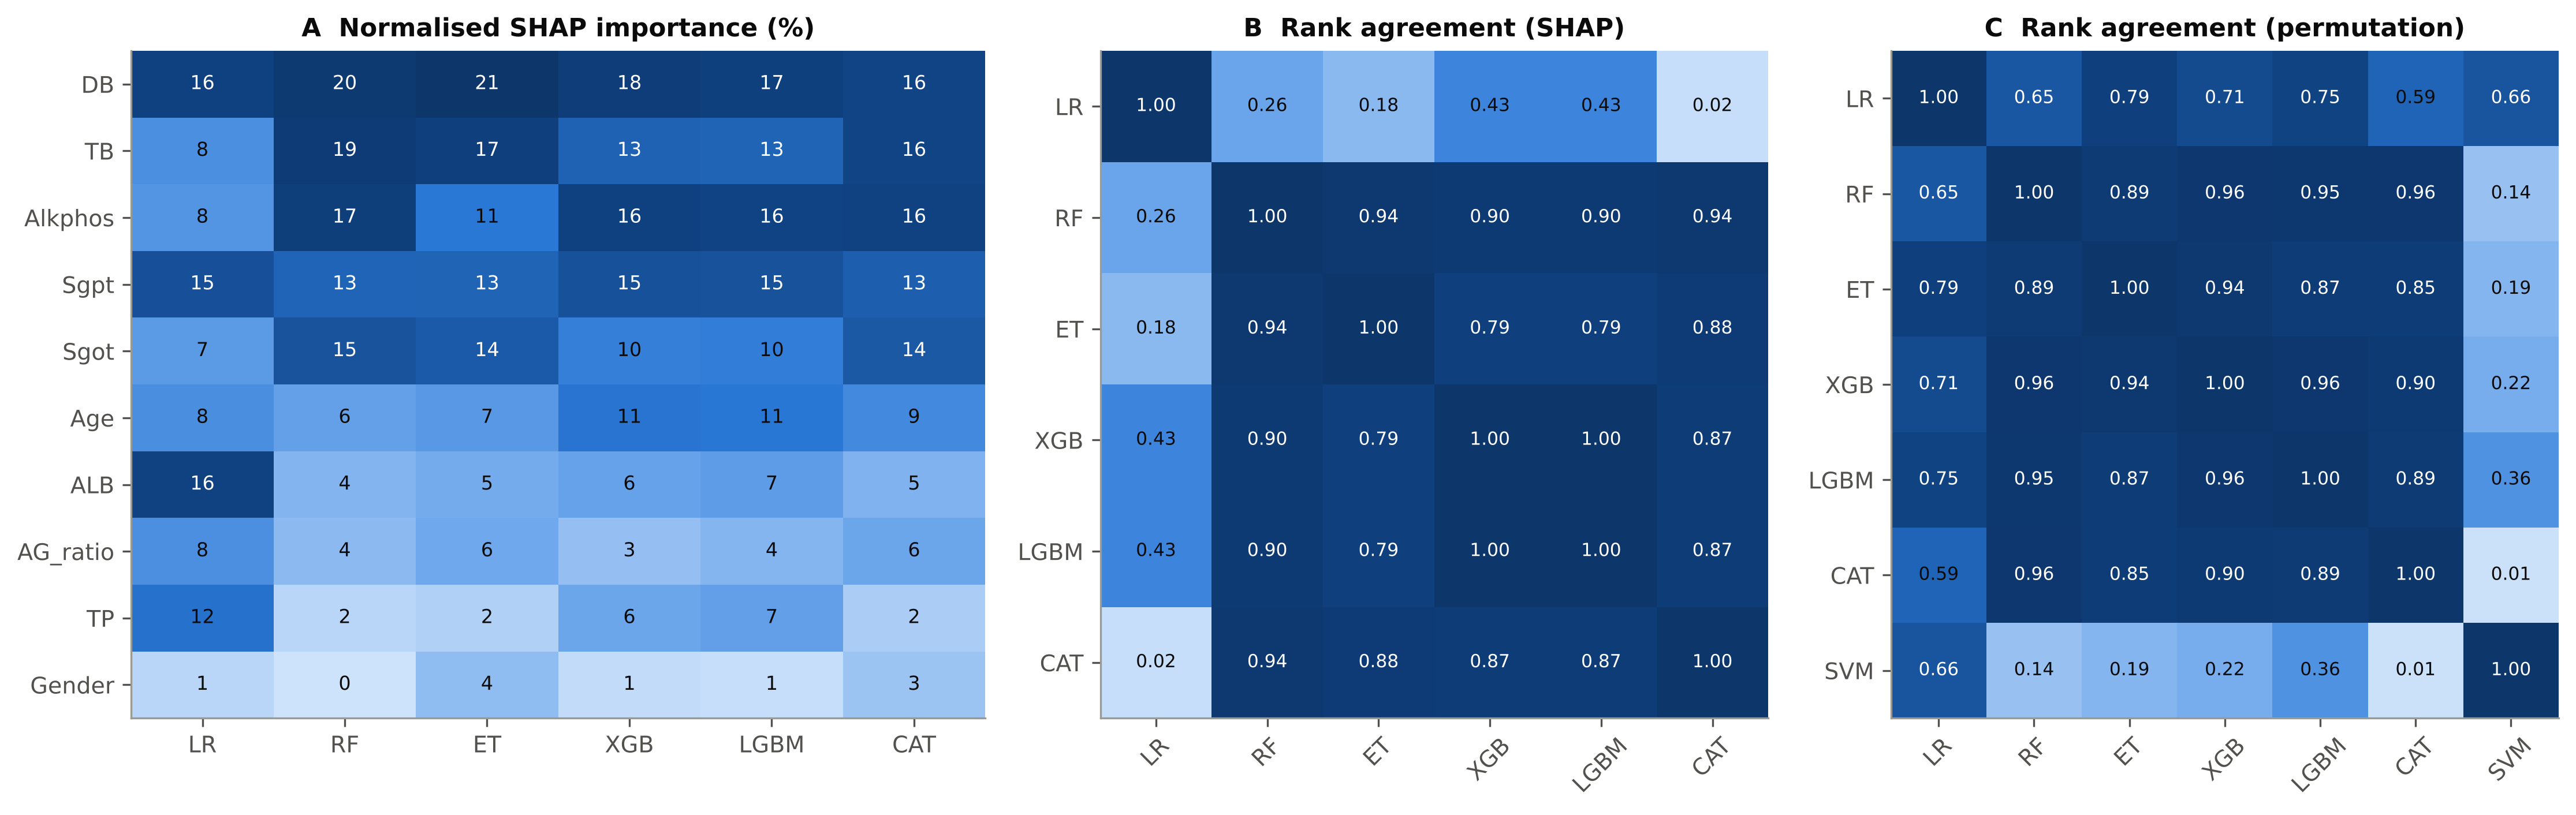 A  Normalised SHAP importance (%)
DB 16 20 21 18 17 16
TB 8 19 17 13 13 16
Alkphos 8 17 11 16 16 16
Sgpt 15 13 13 15 15 13
Sgot 7 15 14 10 10 14
Age 8 6 7 11 11 9
ALB 16 4 5 6 7 5
AG_ratio 8 4 6 3 4 6
TP 12 2 2 6 7 2
Gender 1 0 4 1 1 3
LR RF ET XGB LGBM CAT
B  Rank agreement (SHAP)
LR 1.00 0.26 0.18 0.43 0.43 0.02
RF 0.26 1.00 0.94 0.90 0.90 0.94
ET 0.18 0.94 1.00 0.79 0.79 0.88
XGB 0.43 0.90 0.79 1.00 1.00 0.87
LGBM 0.43 0.90 0.79 1.00 1.00 0.87
CAT 0.02 0.94 0.88 0.87 0.87 1.00
LR RF ET XGB LGBM CAT
C  Rank agreement (permutation)
LR 1.00 0.65 0.79 0.71 0.75 0.59 0.66
RF 0.65 1.00 0.89 0.96 0.95 0.96 0.14
ET 0.79 0.89 1.00 0.94 0.87 0.85 0.19
XGB 0.71 0.96 0.94 1.00 0.96 0.90 0.22
LGBM 0.75 0.95 0.87 0.96 1.00 0.89 0.36
CAT 0.59 0.96 0.85 0.90 0.89 1.00 0.01
SVM 0.66 0.14 0.19 0.22 0.36 0.01 1.00
LR RF ET XGB LGBM CAT SVM